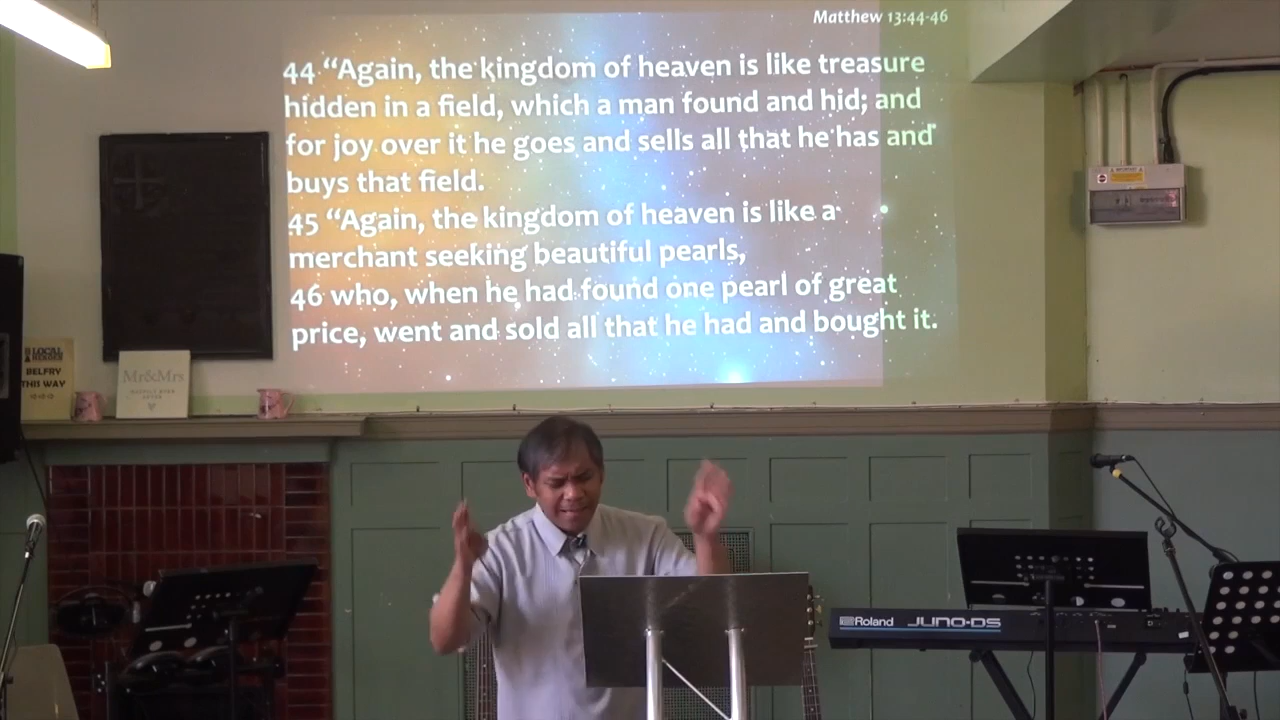 Matthew 13:44-46
44 “Again, the kingdom of heaven is like treasure
hidden in a field, which a man found and hid; and
for joy over it he goes and sells all that he has and
buys that field.
45 “Again, the kingdom of heaven is like a
merchant seeking beautiful pearls,
46 who, when he had found one pearl of great
price, went and sold all that he had and bought it.
LOCAL
BELFRY
THIS WAY
Mr&Mrs
Roland JUNO-DS